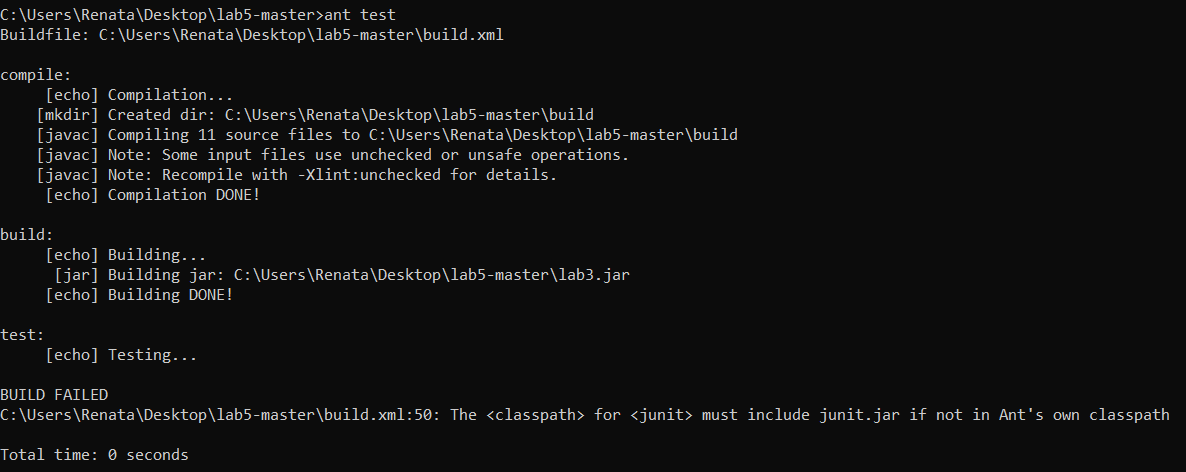 C:\Users\Renata\Desktop\lab5-master>ant test
Buildfile: C:\Users\Renata\Desktop\lab5-master\build.xml
compile:
[echo] Compilation...
[mkdir] Created dir: C:\Users\Renata\Desktop\lab5-master\build
[javac] Compiling 11 source files to C:\Users\Renata\Desktop\lab5-master\build
[javac] Note: Some input files use unchecked or unsafe operations.
[javac] Note: Recompile with -Xlint:unchecked for details.
[echo] Compilation DONE!
build:
[echo] Building...
[jar] Building jar: C:\Users\Renata\Desktop\lab5-master\lab3.jar
[echo] Building DONE!
test:
[echo] Testing...
BUILD FAILED
C:\Users\Renata\Desktop\lab5-master\build.xml:50: The <classpath> for <junit> must include junit.jar if not in Ant's own classpath
Total time: 0 seconds